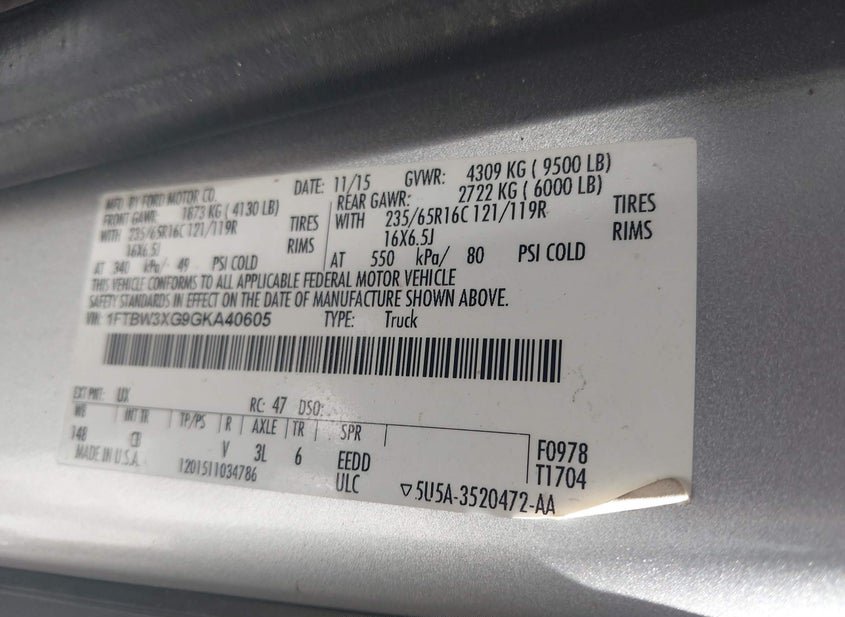 MFD. BY FORD MOTOR CO.
DATE: 11/15
GVWR: 4309 KG ( 9500 LB)
FRONT GAWR: 1873 KG ( 4130 LB)
REAR GAWR: 2722 KG ( 6000 LB)
WITH 235/65R16C 121/119R TIRES
WITH 235/65R16C 121/119R TIRES
16X6.5J RIMS
16X6.5J RIMS
AT 340 kPa/ 49 PSI COLD
AT 550 kPa/ 80 PSI COLD
THIS VEHICLE CONFORMS TO ALL APPLICABLE FEDERAL MOTOR VEHICLE
SAFETY STANDARDS IN EFFECT ON THE DATE OF MANUFACTURE SHOWN ABOVE.
VIN: 1FTBW3XG9GKA40605 TYPE: Truck
EXT PNT: UX RC: 47 DSO:
WB INT TR TP/PS R AXLE TR SPR
148 CB V 3L 6 EEDD F0978
MADE IN U.S.A. 1201511034786 ULC T1704
▽5U5A-3520472-AA